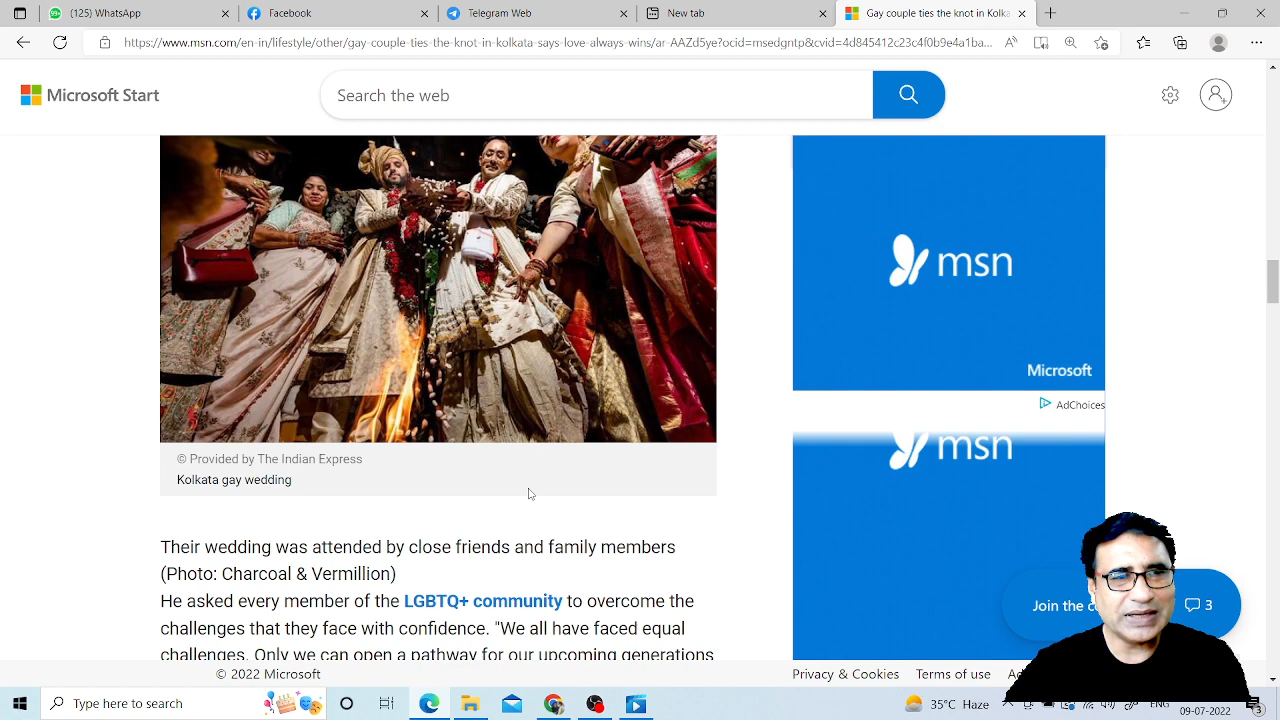 (19) WhatsApp
Facebook
Telegram Web
New tab
Gay couple ties the knot in Kolka
https://www.msn.com/en-in/lifestyle/other/gay-couple-ties-the-knot-in-kolkata-says-love-always-wins/ar-AAZd5ye?ocid=msedgntp&cvid=4d845412c23c4f0b9e4a1ba...
Microsoft Start
Search the web
msn
Microsoft
AdChoices
msn
© Provided by The Indian Express
Kolkata gay wedding
Their wedding was attended by close friends and family members
(Photo: Charcoal & Vermillion)
He asked every member of the LGBTQ+ community to overcome the
challenges that they face with confidence. "We all have faced equal
challenges. Only we can open a pathway for our upcoming generations
Join the
3
© 2022 Microsoft
Privacy & Cookies
Terms of use
Type here to search
35°C Haze
ENG
09-07-2022
3